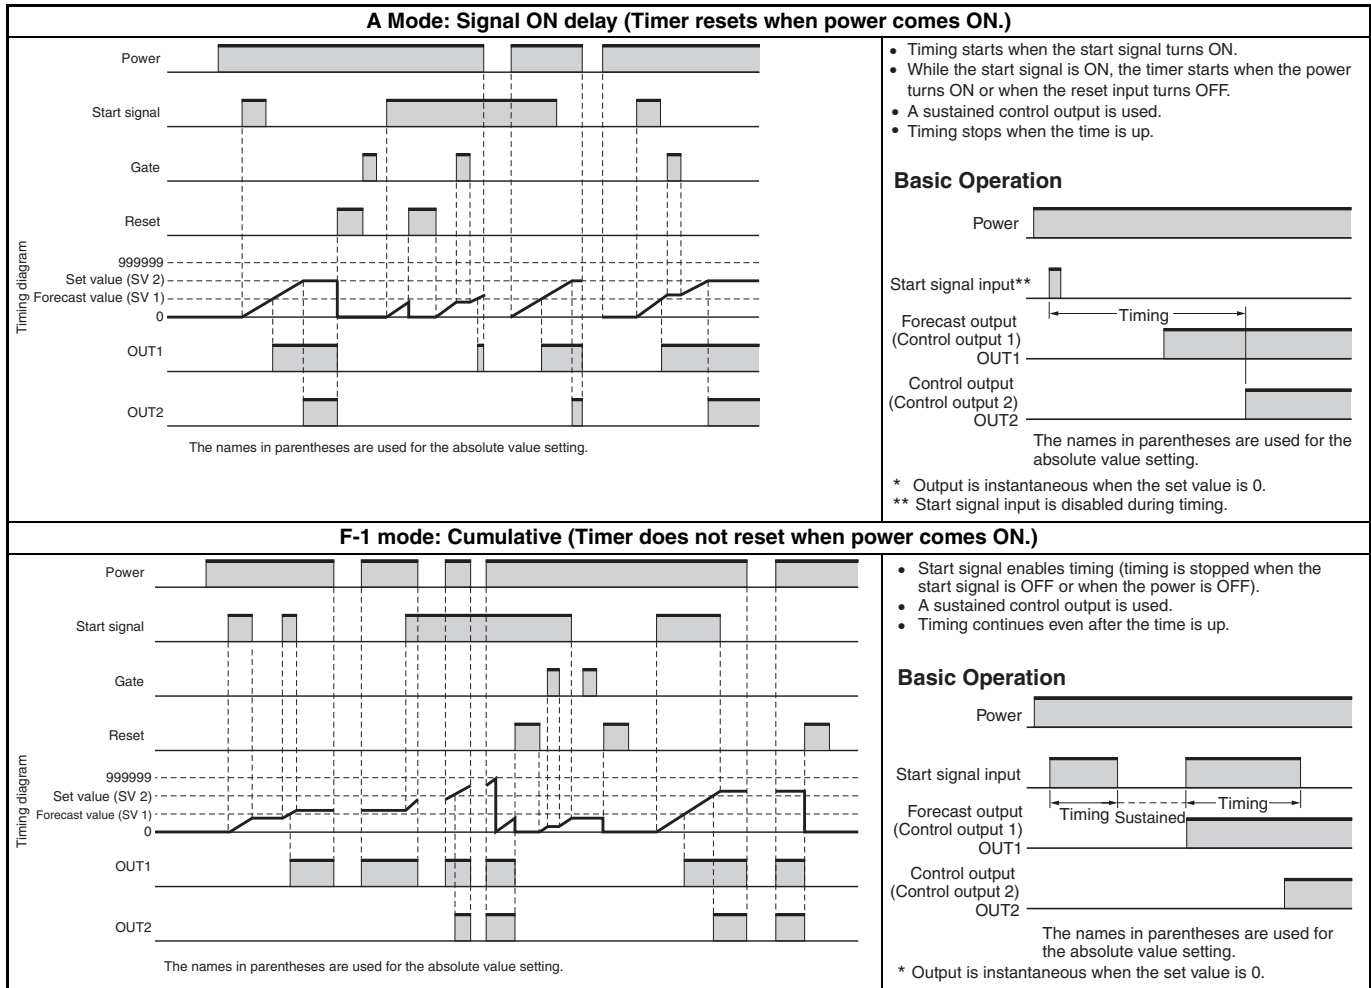 A Mode: Signal ON delay (Timer resets when power comes ON.)
Timing diagram
Power
Start signal
Gate
Reset
999999
Set value (SV 2)
Forecast value (SV 1)
0
OUT1
OUT2
The names in parentheses are used for the absolute value setting.
• Timing starts when the start signal turns ON.
• While the start signal is ON, the timer starts when the power
turns ON or when the reset input turns OFF.
• A sustained control output is used.
• Timing stops when the time is up.
Basic Operation
Power
Start signal input**
Timing
Forecast output
(Control output 1)
OUT1
Control output
(Control output 2)
OUT2
The names in parentheses are used for the
absolute value setting.
* Output is instantaneous when the set value is 0.
** Start signal input is disabled during timing.
F-1 mode: Cumulative (Timer does not reset when power comes ON.)
Timing diagram
Power
Start signal
Gate
Reset
999999
Set value (SV 2)
Forecast value (SV 1)
0
OUT1
OUT2
The names in parentheses are used for the absolute value setting.
• Start signal enables timing (timing is stopped when the
start signal is OFF or when the power is OFF).
• A sustained control output is used.
• Timing continues even after the time is up.
Basic Operation
Power
Start signal input
Timing Sustained Timing
Forecast output
(Control output 1)
OUT1
Control output
(Control output 2)
OUT2
The names in parentheses are used for
the absolute value setting.
* Output is instantaneous when the set value is 0.